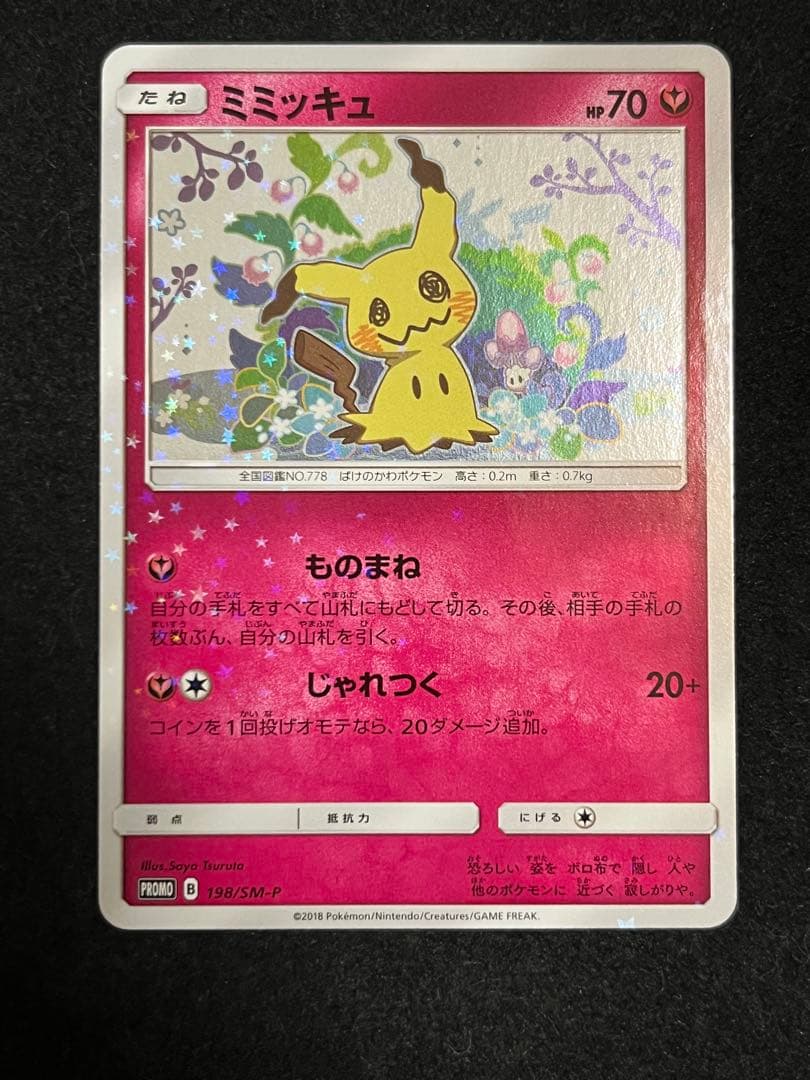 たね ミミッキュ HP70
全国図鑑NO.778 ばけのかわポケモン 高さ：0.2m 重さ：0.7kg
ものまね
自分の手札をすべて山札にもどして切る。その後、相手の手札の
枚数ぶん、自分の山札を引く。
じゃれつく 20+
コインを1回投げオモテなら、20ダメージ追加。
弱点 抵抗力 にげる
Illus. Saya Tsuruta
恐ろしい 姿を ボロ布で 隠し 人や
他のポケモンに 近づく 寂しがりや。
PROMO B 198/SM-P
©2018 Pokémon/Nintendo/Creatures/GAME FREAK.